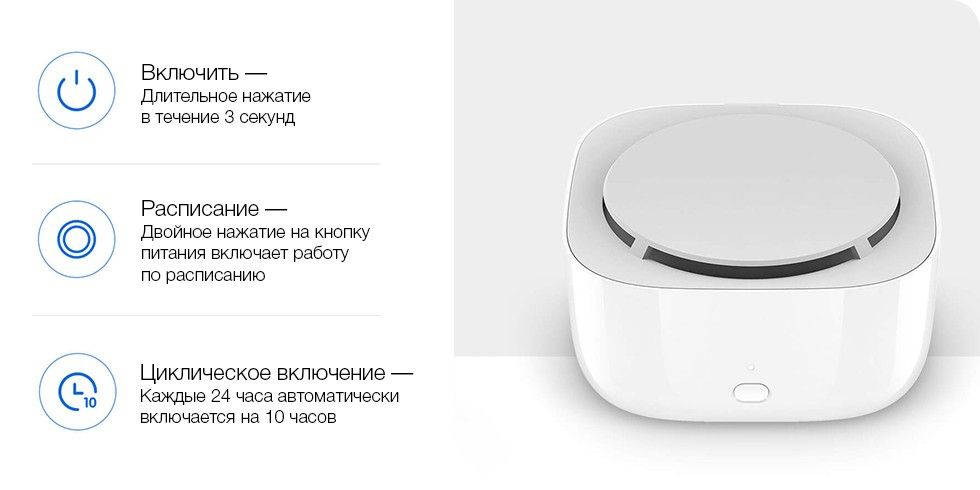 Включить —
Длительное нажатие
в течение 3 секунд
Расписание —
Двойное нажатие на кнопку
питания включает работу
по расписанию
10
Циклическое включение —
Каждые 24 часа автоматически
включается на 10 часов